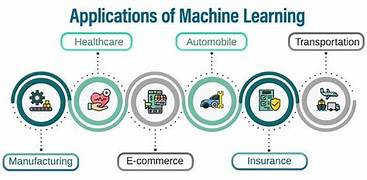 Applications of Machine Learning
Healthcare
Automobile
Transportation
Manufacturing
E-commerce
Insurance